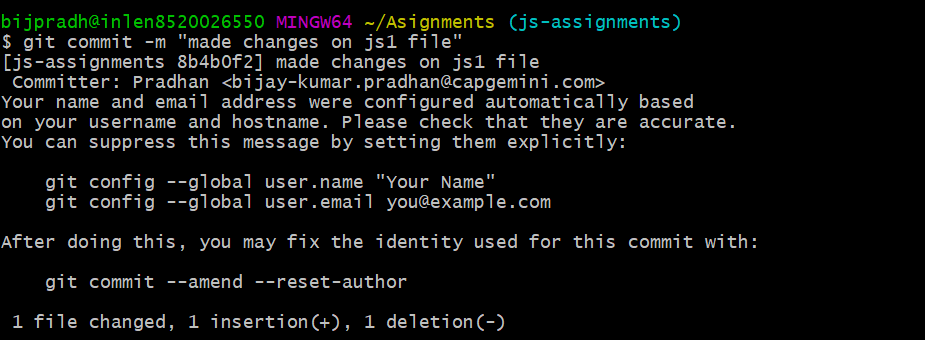 bijpradh@inlen8520026550 MINGW64 ~/Asignments (js-assignments)
$ git commit -m "made changes on js1 file"
[js-assignments 8b4b0f2] made changes on js1 file
 Committer: Pradhan <bijay-kumar.pradhan@capgemini.com>
Your name and email address were configured automatically based
on your username and hostname. Please check that they are accurate.
You can suppress this message by setting them explicitly:

    git config --global user.name "Your Name"
    git config --global user.email you@example.com

After doing this, you may fix the identity used for this commit with:

    git commit --amend --reset-author

 1 file changed, 1 insertion(+), 1 deletion(-)